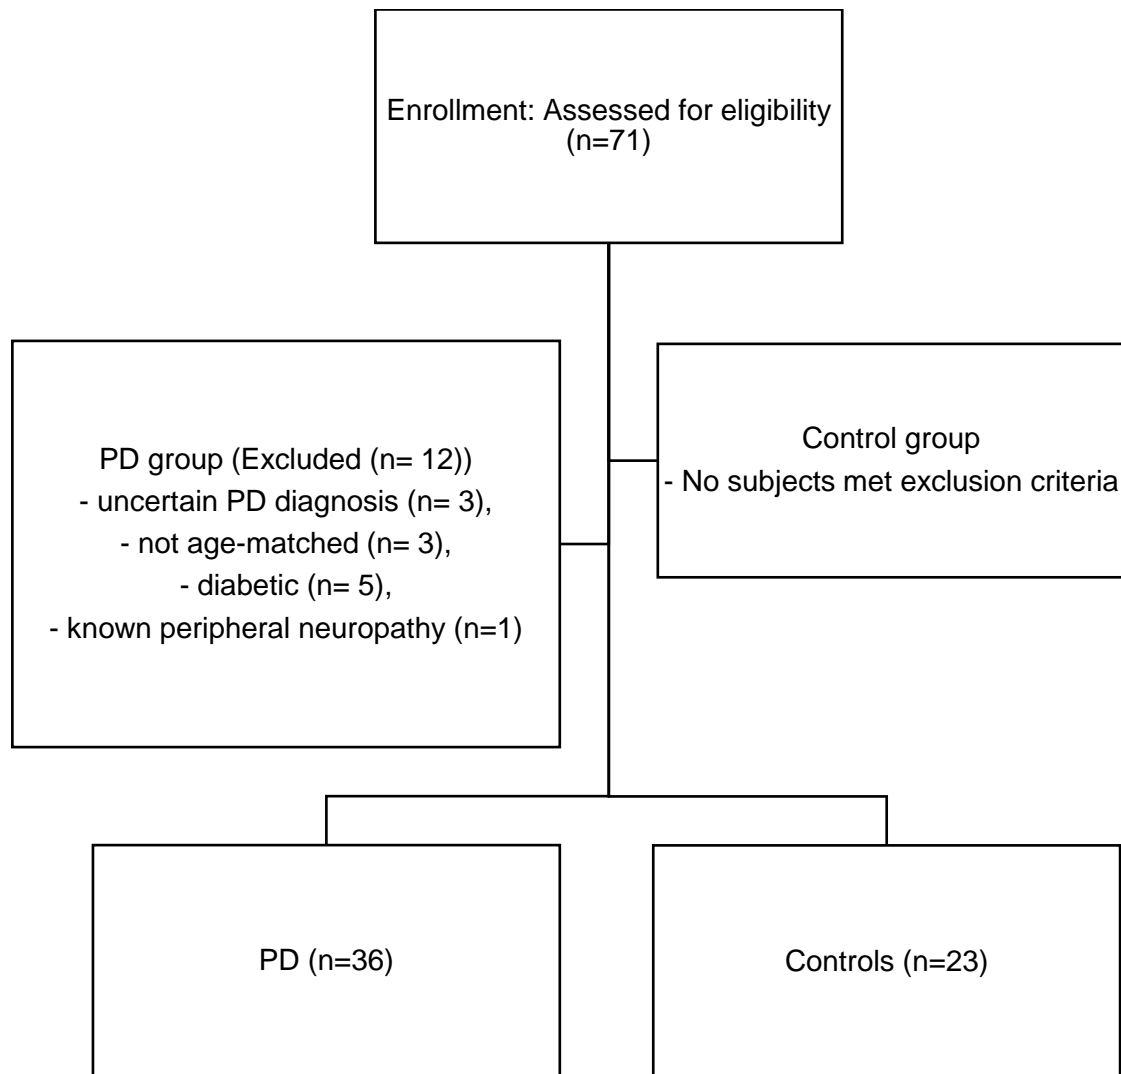 Enrollment: Assessed for eligibility
(n=71)
PD group (Excluded (n= 12))
- uncertain PD diagnosis (n= 3),
- not age-matched (n= 3),
- diabetic (n= 5),
- known peripheral neuropathy (n=1)
Control group
- No subjects met exclusion criteria
PD (n=36)
Controls (n=23)